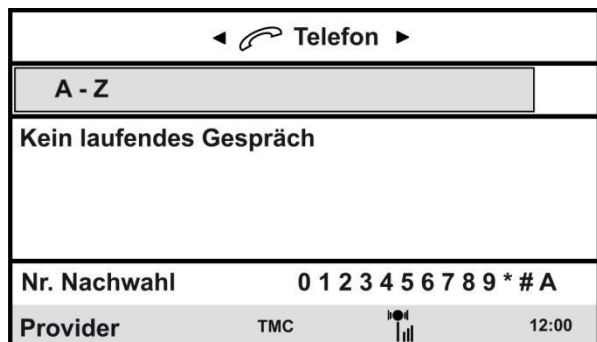 Telefon
A - Z
Kein laufendes Gespräch
Nr. Nachwahl 0 1 2 3 4 5 6 7 8 9 * # A
Provider TMC 12:00